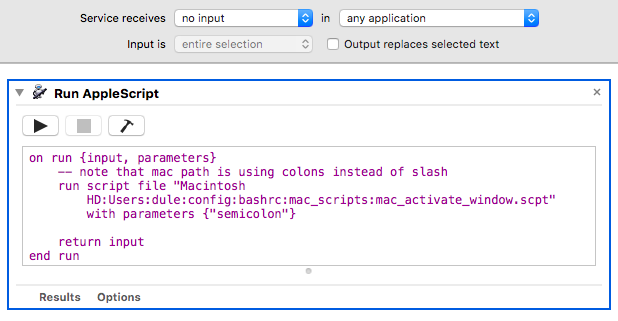 Service receives no input in any application
Input is entire selection Output replaces selected text
Run AppleScript
on run {input, parameters}
-- note that mac path is using colons instead of slash
run script file "Macintosh
HD:Users:dule:config:bashrc:mac_scripts:mac_activate_window.scpt"
with parameters {"semicolon"}
return input
end run
Results Options